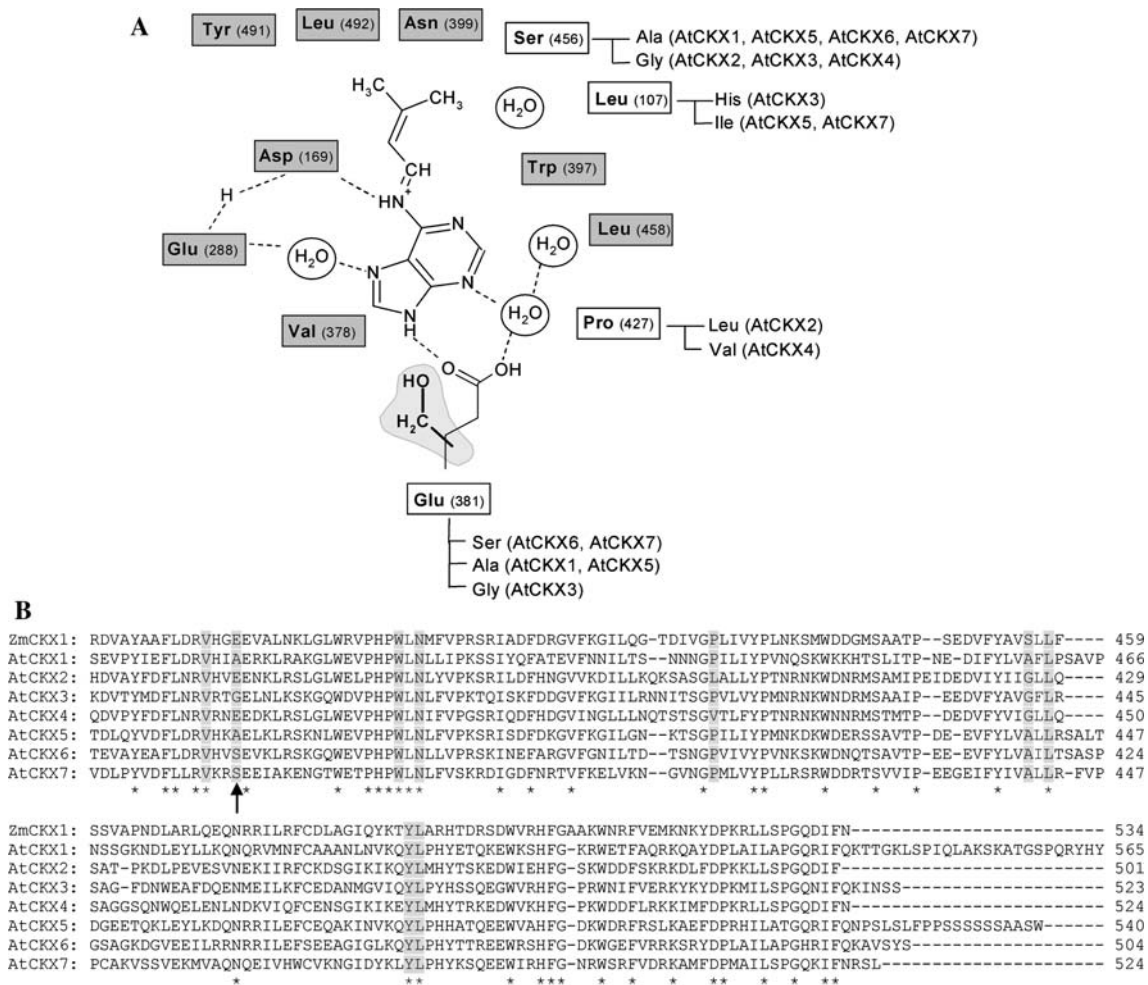 A
Tyr (491)
Leu (492)
Asn (399)
Ser (456)
Ala (AtCKX1, AtCKX5, AtCKX6, AtCKX7)
Gly (AtCKX2, AtCKX3, AtCKX4)
H₃C
CH₃
H₂O
Leu (107)
His (AtCKX3)
Ile (AtCKX5, AtCKX7)
Asp (169)
CH
Trp (397)
H
HN
+
N
Glu (288)
H₂O
H₂O
Leu (458)
N
N
N
H
H₂O
Val (378)
Pro (427)
Leu (AtCKX2)
Val (AtCKX4)
O
OH
HO
H₂C
Glu (381)
Ser (AtCKX6, AtCKX7)
Ala (AtCKX1, AtCKX5)
Gly (AtCKX3)
B
ZmCKX1: RDVAYAAFLDRVHGEEVALNKLGLWRVPHPWLNMFVPRSRIADFDRGVFKGILQG-TDIVGPLIVYPLNKSMWDDGMSAATP--SEDVFYAVSLLF---- 459
AtCKX1: SEVPYIEFLDRVHIAERKLRAKGLWEVPHPWLNLLIPKSSIYQFATEVFNNILTS--NNNGPILIYPVNQSKWKKHTSLITP-NE-DIFYLVAFLPSAVP 466
AtCKX2: HDVAYFDFLNRVHVEENKLRSLGLWELPHPWLNLYVPKSRILDFHNGVVKDILLKQKSASGLALLYPTNRNKWDNRMSAMIPEIDEDVIYIIGLLQ---- 429
AtCKX3: KDVTYMDFLNRVRTGELNLKSKGQWDVPHPWLNLFVPKTQISKFDDGVFKGIILRNNITSGPVLVYPMNRNKWNDRMSAAIP--EEDVFYAVGFLR---- 445
AtCKX4: QDVPYFDFLNRVRNEEDKLRSLGLWEVPHPWLNIFVPGSRIQDFHDGVINGLLLNQTSTSGVTLFYPTNRNKWNNRMSTMTP--DEDVFYVIGLLQ---- 450
AtCKX5: TDLQYVDFLDRVHKAELKLRSKNLWEVPHPWLNLFVPKSRISDFDKGVFKGILGN--KTSGPILIYPMNKDKWDERSSAVTP--DEE-VFYLVALLRSALT 447
AtCKX6: TEVAYEAFLDRVHVSEVKLRSKGQWEVPHPWLNLLVPRSKINEFARGVFGNILTD--TSNGPVIVYPVNKSKWDNQTSAVTP--EEE-VFYLVAILTSASP 424
AtCKX7: VDLPYVDFLLRVKRSEEIAKENGTWETPHPWLNLFVSKRDIGDFNRTVFKELVKN--GVNGPMLVYPLLRSRWDDRTSVVIP--EEGEIFYIVALLR-FVP 447
ZmCKX1: SSVAPNDLARLQEQNRRILRFCDLAGIQYKTYLARHTDRSDWVRHFGAAKWNRFVEMKNKYDPKRLLSPGQDIFN-------------------------- 534
AtCKX1: NSSGKNDLEYLLKQNQRVMNFCAAANLNVKQYLPHYETQKEWKSHFG-KRWETFAQRKQAYDPLAILAPGQRIFQKTTGKLSPIQLAKSKATGSPQRYHY 565
AtCKX2: SAT-PKDLPEVESVNEKIIRFCKDSGIKIKQYLMHYTSKEDWIEHFG-SKWDDFSKRKDLFDPKKLLSPGQDIF--------------------------- 501
AtCKX3: SAG-FDNWEAFDQENMEILKFCEDANMGVIQYLPYHSSQEGWVRHFG-PRWNIFVERKYKYDPKMILSPGQNIFQKINSS--------------------- 523
AtCKX4: SAGGSQNWQELENLNDKVIQFCENSGIKIKEYLMHYTRKEDWVKHFG-PKWDDFLRKKIMFDPKRLLSPGQDIFN-------------------------- 524
AtCKX5: DGEETQKLEYLKDQNRRILEFCEQAKINVKQYLPHHATQEEWVAHFG-DKWDRFRSLKAEFDPRHILATGQRIFQNPSLSLFPPSSSSSSAASW------- 540
AtCKX6: GSAGKDGVEEILRRNRRILEFSEEAGIGLKQYLPHYTTREEWRSHFG-DKWGEFVRRKSRYDPLAILAPGHRIFQKAVSYS-------------------- 504
AtCKX7: PCAKVSSVEKMVAQNQEIVHWCVKNGIDYKLYLPHYKSQEEWIRHFG-NRWSRFVDRKAMFDPMAILSPGQKIFNRSL----------------------- 524